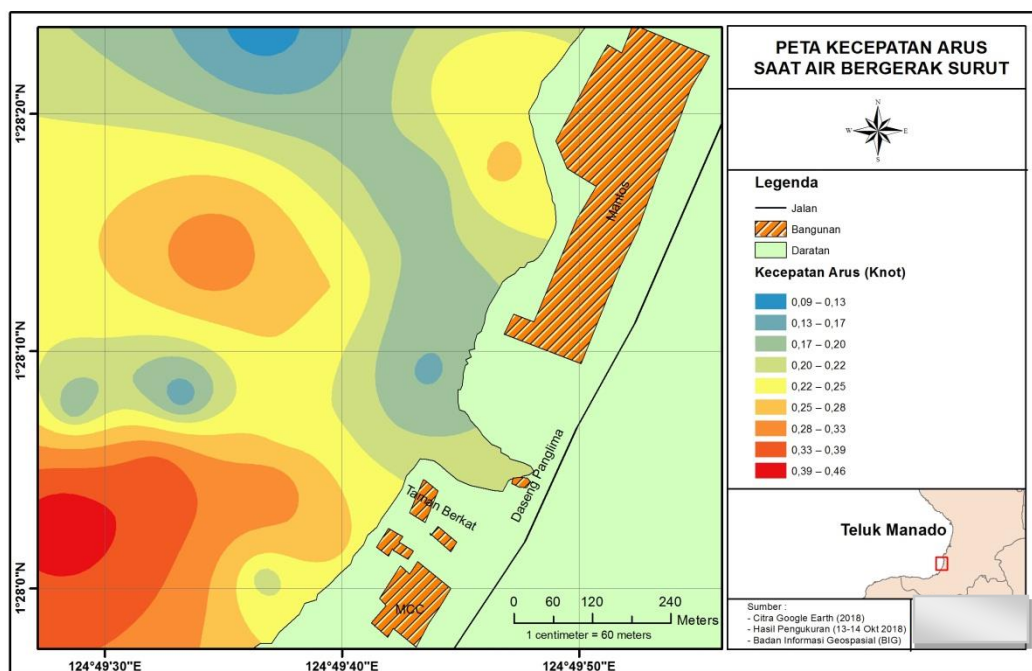 PETA KECEPATAN ARUS
SAAT AIR BERGERAK SURUT
N
W E
S
Legenda
Jalan
Bangunan
Daratan
Kecepatan Arus (Knot)
0,09 – 0,13
0,13 – 0,17
0,17 – 0,20
0,20 – 0,22
0,22 – 0,25
0,25 – 0,28
0,28 – 0,33
0,33 – 0,39
0,39 – 0,46
Teluk Manado
Sumber :
- Citra Google Earth (2018)
- Hasil Pengukuran (13-14 Okt 2018)
- Badan Informasi Geospasial (BIG)
1°28'20"N
1°28'10"N
1°28'0"N
Mantos
Daseng Panglima
Taman Berkat
MCC
0 60 120 240
Meters
1 centimeter = 60 meters
124°49'30"E 124°49'40"E 124°49'50"E